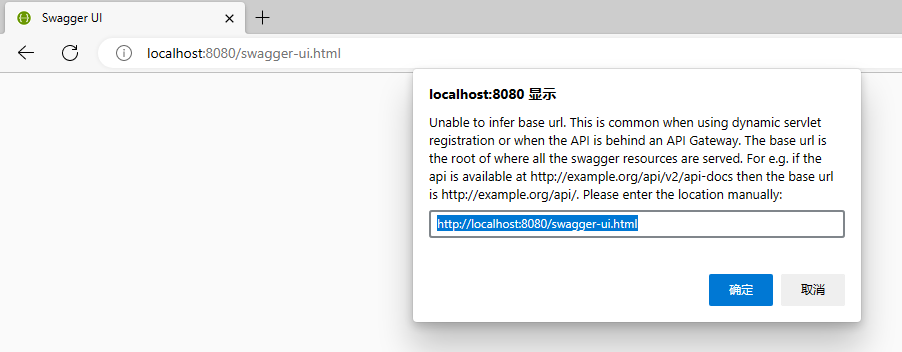 Swagger UI
localhost:8080/swagger-ui.html
localhost:8080 显示
Unable to infer base url. This is common when using dynamic servlet
registration or when the API is behind an API Gateway. The base url is
the root of where all the swagger resources are served. For e.g. if the
api is available at http://example.org/api/v2/api-docs then the base url
is http://example.org/api/. Please enter the location manually:
http://localhost:8080/swagger-ui.html
确定 取消